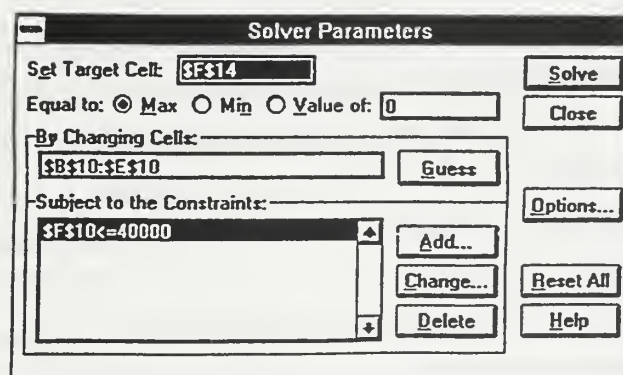 Solver Parameters
Set Target Cell: $F$14
Solve
Equal to: Max Min Value of: 0
Close
By Changing Cells:
$B$10:$E$10
Guess
Subject to the Constraints:
Options...
$F$10<=40000
Add...
Change...
Reset All
Delete
Help